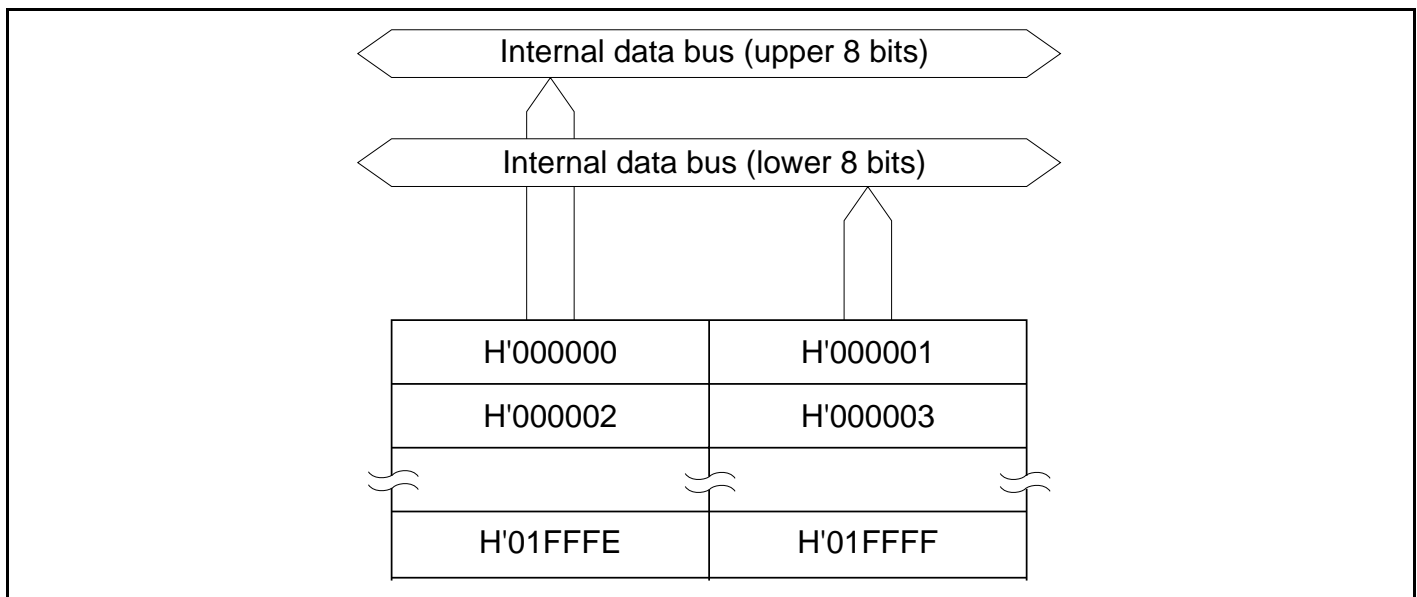 Internal data bus (upper 8 bits)
Internal data bus (lower 8 bits)
H'000000 H'000001
H'000002 H'000003
H'01FFFE H'01FFFF